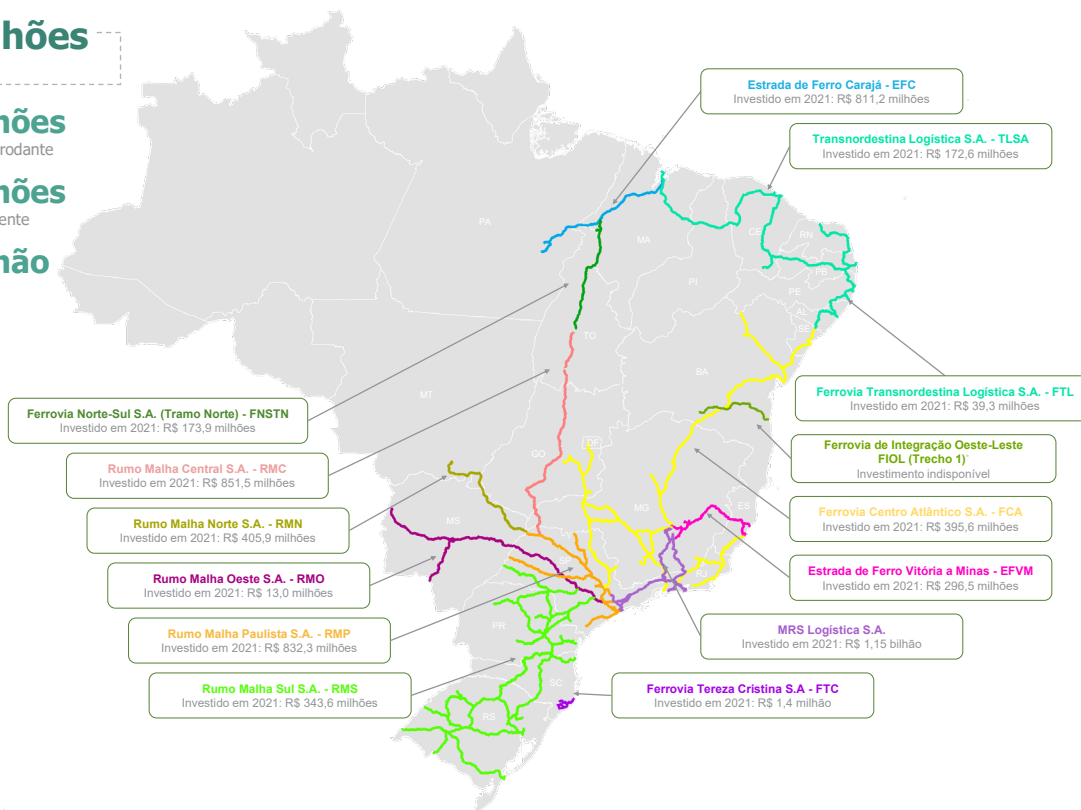 lhões
nões
rodante
nões
ente
não
Estrada de Ferro Carajá - EFC
Investido em 2021: R$ 811,2 milhões
Transnordestina Logística S.A. - TLSA
Investido em 2021: R$ 172,6 milhões
PA
MA
CE
RN
PB
PI
PE
AL
SE
TO
BA
MT
Ferrovia Transnordestina Logística S.A. - FTL
Investido em 2021: R$ 39,3 milhões
Ferrovia Norte-Sul S.A. (Tramo Norte) - FNSTN
Investido em 2021: R$ 173,9 milhões
Ferrovia de Integração Oeste-Leste
FIOL (Trecho 1)
Investimento indisponível
DF
GO
Rumo Malha Central S.A. - RMC
Investido em 2021: R$ 851,5 milhões
Ferrovia Centro Atlântico S.A. - FCA
Investido em 2021: R$ 395,6 milhões
MG
ES
MS
Rumo Malha Norte S.A. - RMN
Investido em 2021: R$ 405,9 milhões
Estrada de Ferro Vitória a Minas - EFVM
Investido em 2021: R$ 296,5 milhões
RJ
Rumo Malha Oeste S.A. - RMO
Investido em 2021: R$ 13,0 milhões
MRS Logística S.A.
Investido em 2021: R$ 1,15 bilhão
PR
Rumo Malha Paulista S.A. - RMP
Investido em 2021: R$ 832,3 milhões
SC
Rumo Malha Sul S.A. - RMS
Investido em 2021: R$ 343,6 milhões
Ferrovia Tereza Cristina S.A - FTC
Investido em 2021: R$ 1,4 milhão
RS